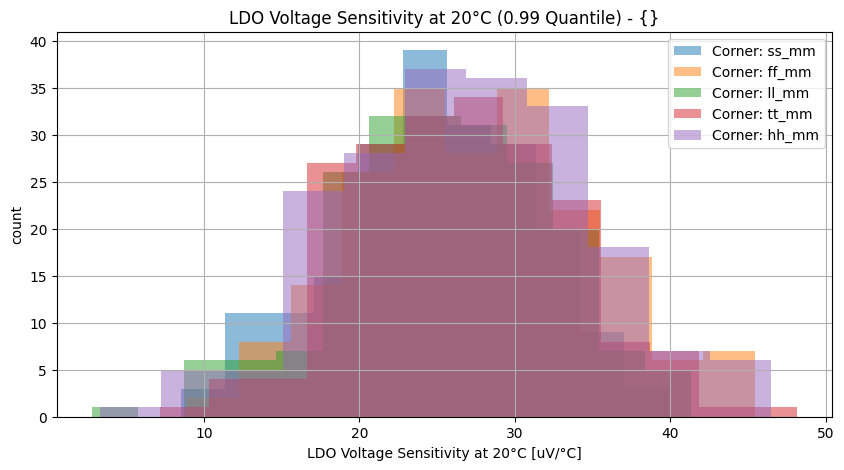 LDO Voltage Sensitivity at 20°C (0.99 Quantile) - {}
Corner: ss_mm
Corner: ff_mm
Corner: ll_mm
Corner: tt_mm
Corner: hh_mm
count
40
35
30
25
20
15
10
5
0
10 20 30 40 50
LDO Voltage Sensitivity at 20°C [uV/°C]